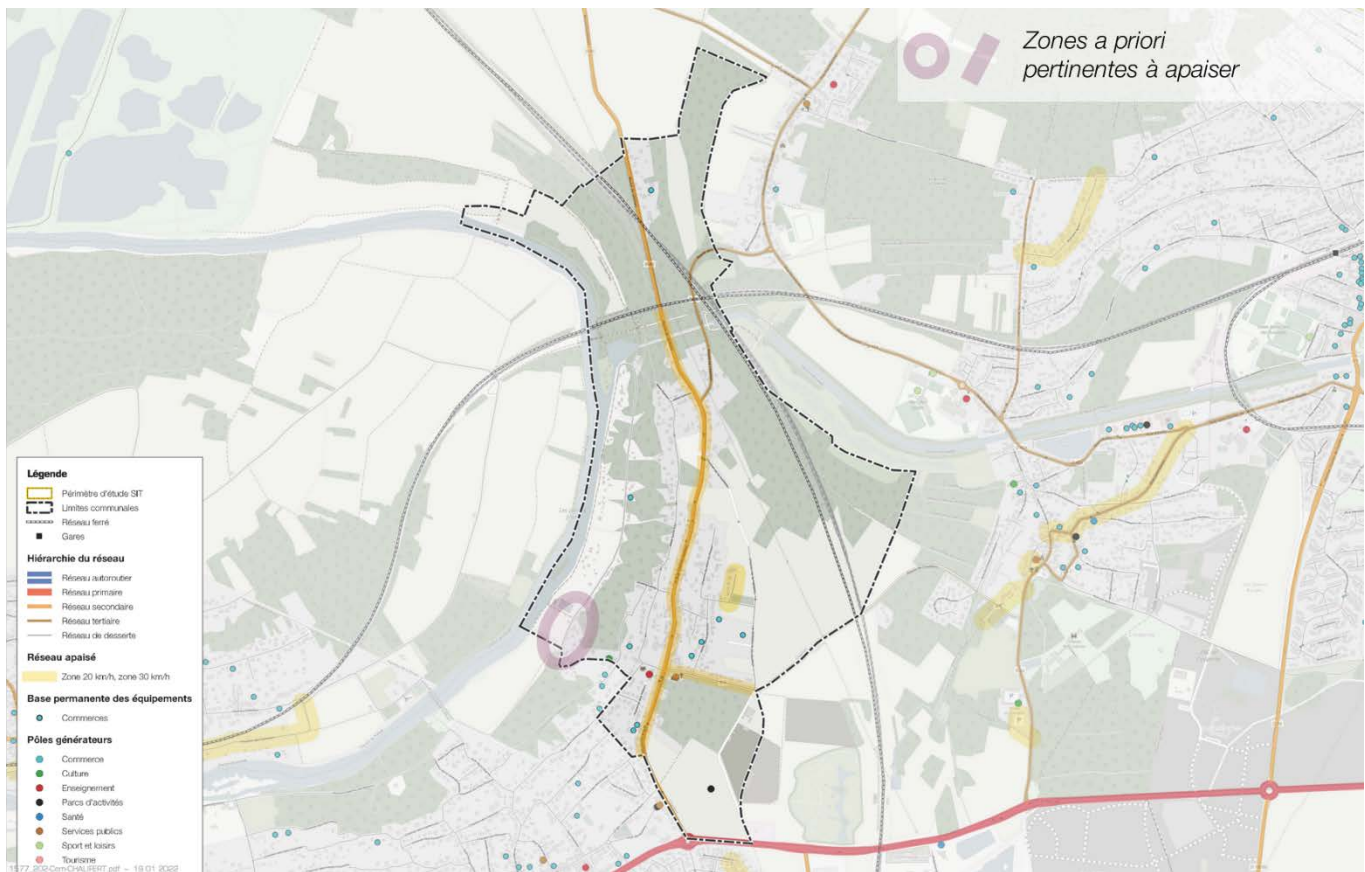 Zones a priori
pertinentes à apaiser
Légende
Périmètre d'étude SIT
Limites communales
Réseau ferré
Gares
Hiérarchie du réseau
Réseau autoroutier
Réseau primaire
Réseau secondaire
Réseau tertiaire
Réseau de desserte
Réseau apaisé
Zone 20 km/h, zone 30 km/h
Base permanente des équipements
Commerces
Pôles générateurs
Commerce
Culture
Enseignement
Parcs d'activités
Santé
Services publics
Sport et loisirs
Tourisme